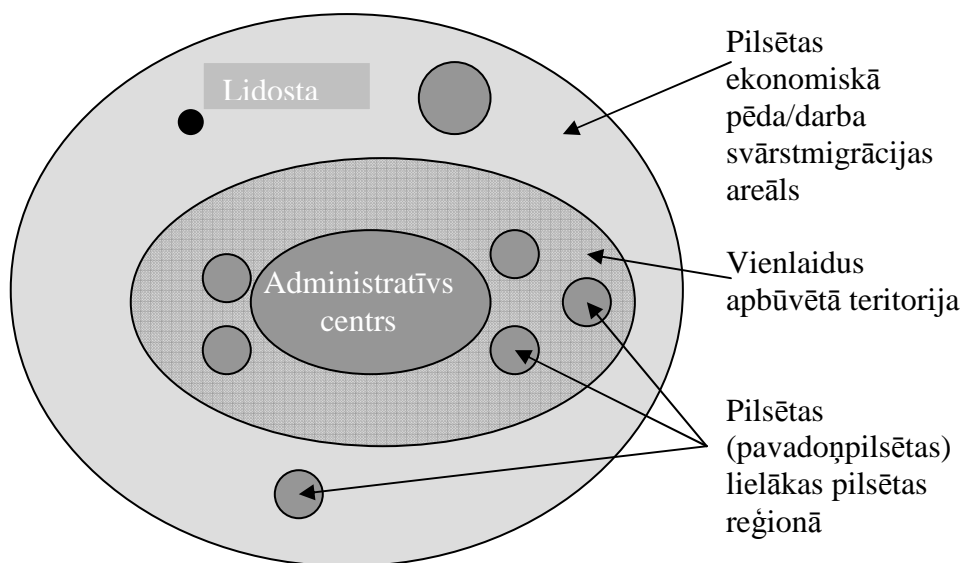 Lidosta
Administratīvs
centrs
Pilsētas
ekonomiskā
pēda/darba
svārstmigrācijas
areāls
Vienlaidus
apbūvētā teritorija
Pilsētas
(pavadoņpilsētas)
lielākas pilsētas
reģionā